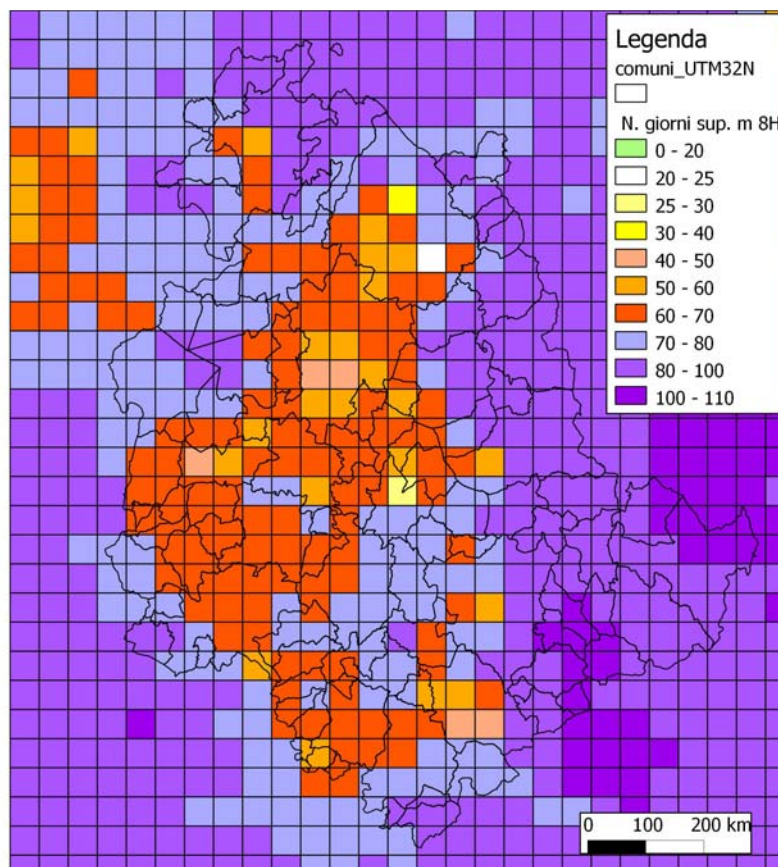 Legenda
comuni_UTM32N
N. giorni sup. m 8H
0 - 20
20 - 25
25 - 30
30 - 40
40 - 50
50 - 60
60 - 70
70 - 80
80 - 100
100 - 110
0 100 200 km